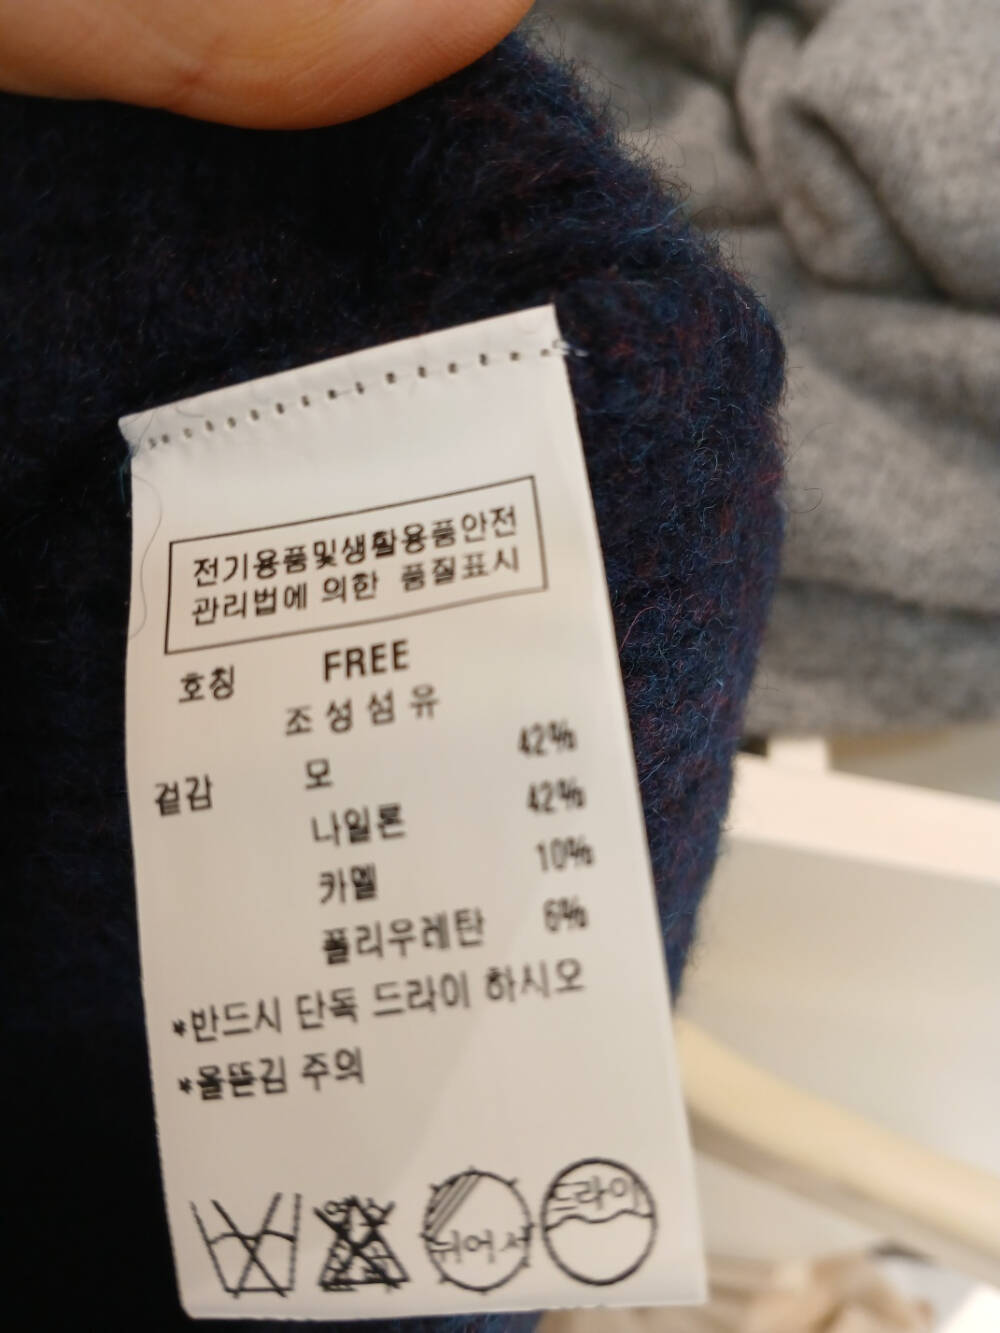 전기용품및생활용품안전
관리법에 의한 품질표시
호칭 FREE
조성섬유
겉감 모 42%
나일론 42%
카멜 10%
폴리우레탄 6%
*반드시 단독 드라이 하시오
*올뜯김 주의
뉘어서
드라이